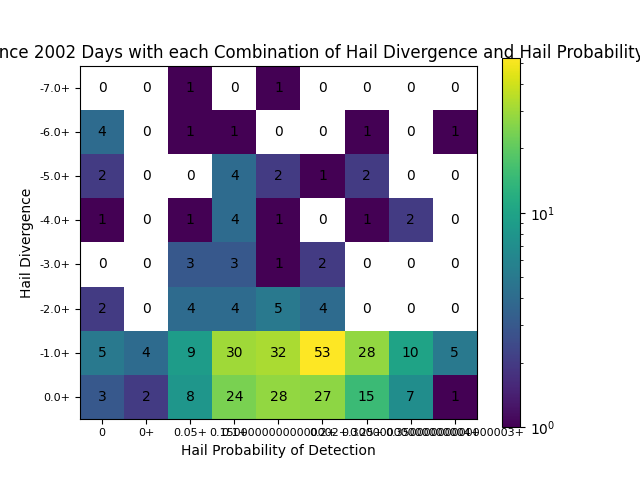 nce 2002 Days with each Combination of Hail Divergence and Hail Probability
-7.0+ 0 0 1 0 1 0 0 0 0
-6.0+ 4 0 1 1 0 0 1 0 1
-5.0+ 2 0 0 4 2 1 2 0 0
-4.0+ 1 0 1 4 1 0 1 2 0
-3.0+ 0 0 3 3 1 2 0 0 0
-2.0+ 2 0 4 4 5 4 0 0 0
-1.0+ 5 4 9 30 32 53 28 10 5
0.0+ 3 2 8 24 28 27 15 7 1
0 0+ 0.05+
Hail Probability of Detection
Hail Divergence
10^1
10^0